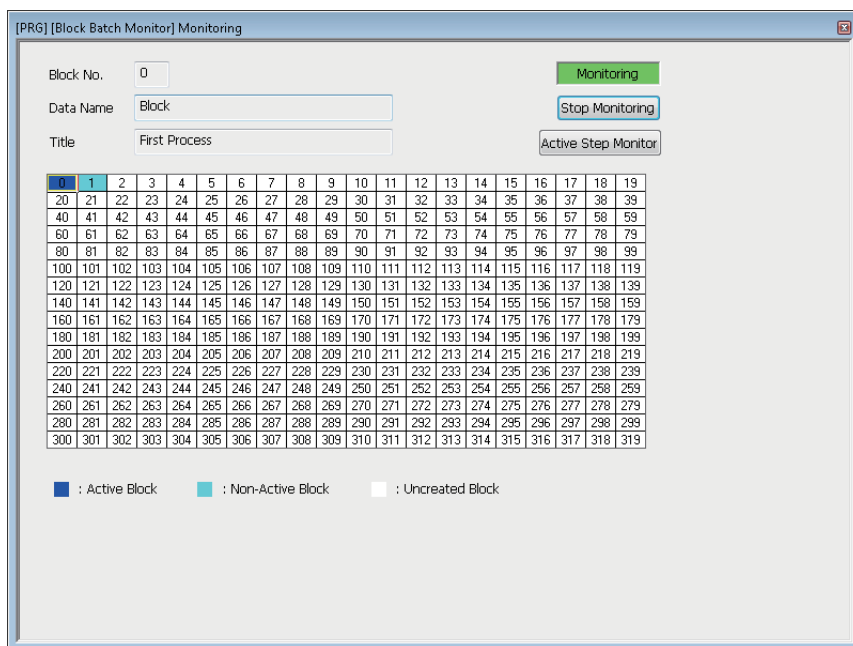 [PRG] [Block Batch Monitor] Monitoring
Block No. 0 Monitoring
Data Name Block Stop Monitoring
Title First Process Active Step Monitor
0 1 2 3 4 5 6 7 8 9 10 11 12 13 14 15 16 17 18 19
20 21 22 23 24 25 26 27 28 29 30 31 32 33 34 35 36 37 38 39
40 41 42 43 44 45 46 47 48 49 50 51 52 53 54 55 56 57 58 59
60 61 62 63 64 65 66 67 68 69 70 71 72 73 74 75 76 77 78 79
80 81 82 83 84 85 86 87 88 89 90 91 92 93 94 95 96 97 98 99
100 101 102 103 104 105 106 107 108 109 110 111 112 113 114 115 116 117 118 119
120 121 122 123 124 125 126 127 128 129 130 131 132 133 134 135 136 137 138 139
140 141 142 143 144 145 146 147 148 149 150 151 152 153 154 155 156 157 158 159
160 161 162 163 164 165 166 167 168 169 170 171 172 173 174 175 176 177 178 179
180 181 182 183 184 185 186 187 188 189 190 191 192 193 194 195 196 197 198 199
200 201 202 203 204 205 206 207 208 209 210 211 212 213 214 215 216 217 218 219
220 221 222 223 224 225 226 227 228 229 230 231 232 233 234 235 236 237 238 239
240 241 242 243 244 245 246 247 248 249 250 251 252 253 254 255 256 257 258 259
260 261 262 263 264 265 266 267 268 269 270 271 272 273 274 275 276 277 278 279
280 281 282 283 284 285 286 287 288 289 290 291 292 293 294 295 296 297 298 299
300 301 302 303 304 305 306 307 308 309 310 311 312 313 314 315 316 317 318 319
: Active Block : Non-Active Block : Uncreated Block